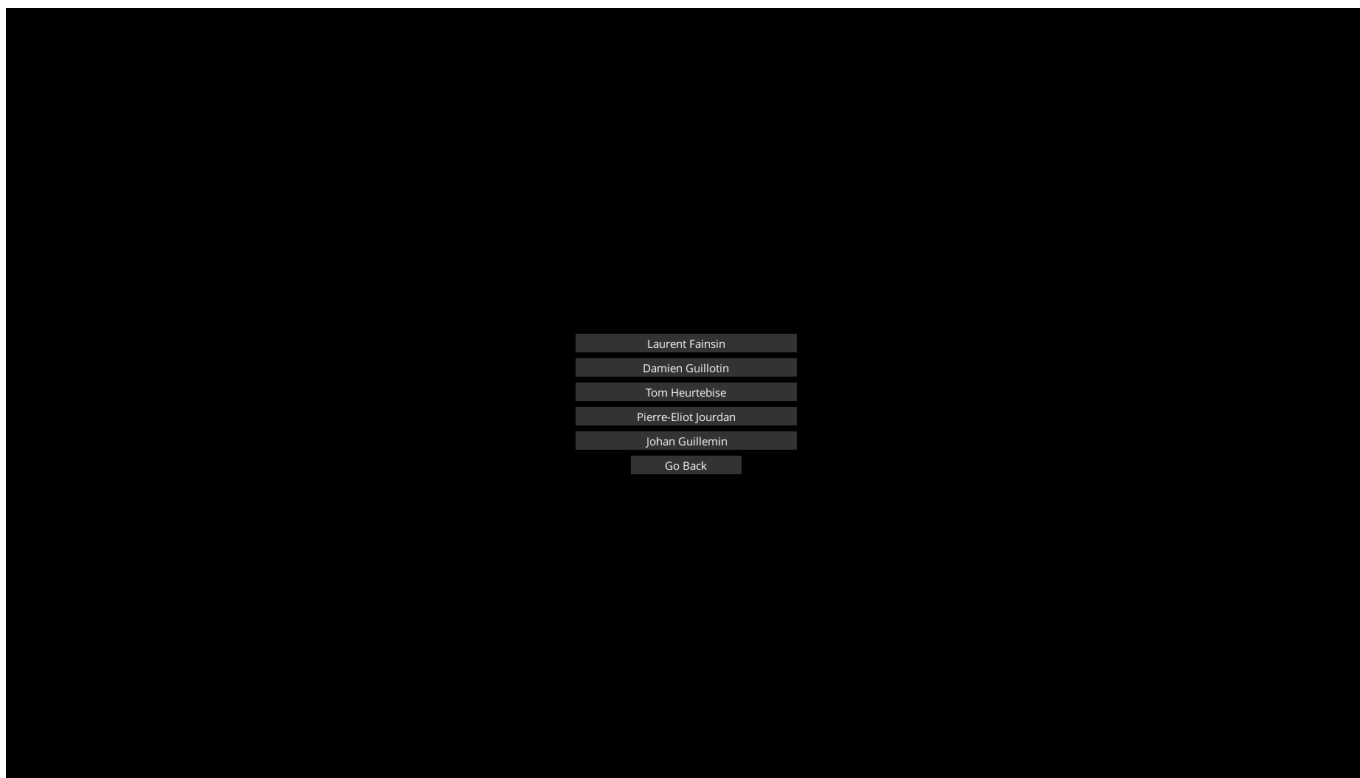 Laurent Fainsin
Damien Guillotin
Tom Heurtebise
Pierre-Eliot Jourdan
Johan Guillemin
Go Back